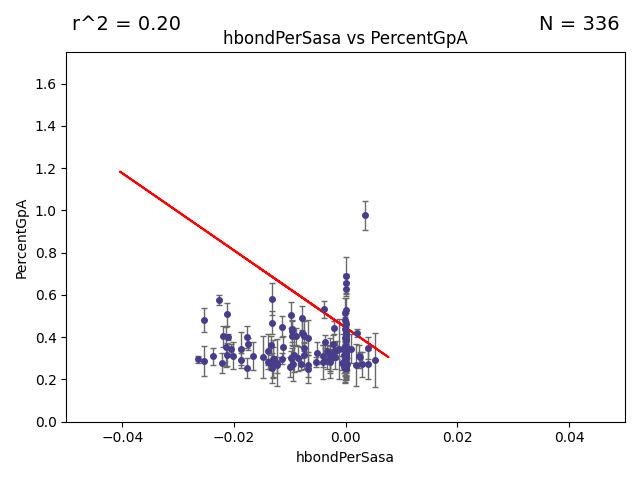 r^2 = 0.20
N = 336
hbondPerSasa vs PercentGpA
1.6
1.4
1.2
1.0
0.8
0.6
0.4
0.2
0.0
PercentGpA
−0.04
−0.02
0.00
0.02
0.04
hbondPerSasa